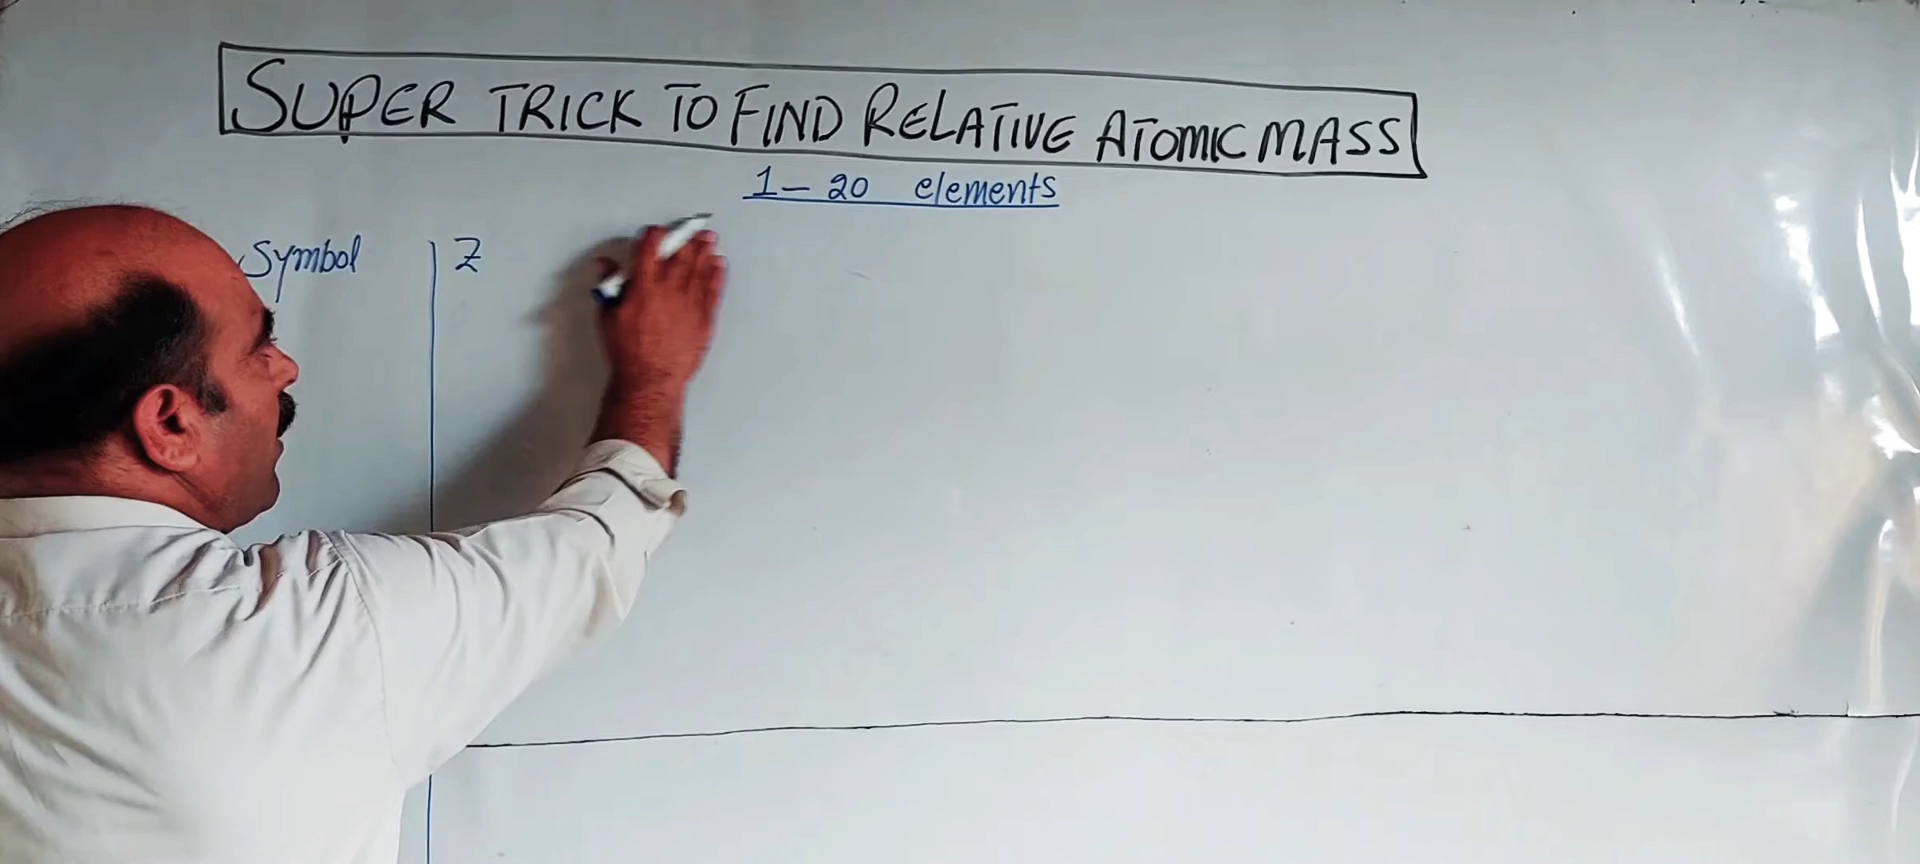 SUPER TRICK TO FIND RELATIVE ATOMIC MASS
1 – 20 elements
Symbol Z